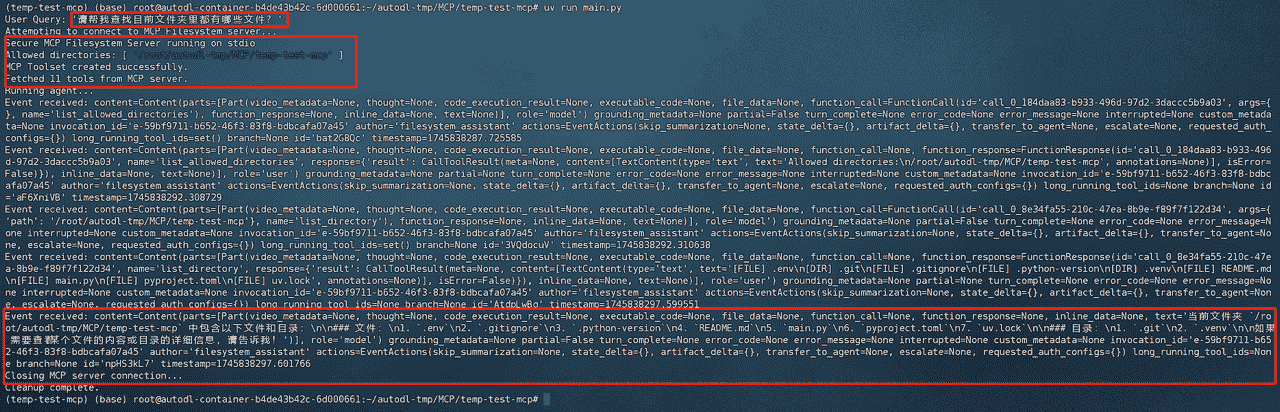 (test-temp-mcp) (base) root@autodl-container-b4de43b42c-6d000661:~/autodl-tmp/MCP/temp-test-mcp# uv run main.py
User Query: '请帮我查找目前文件夹里都有哪些文件？'
Attempting to connect to MCP Filesystem server...
Secure MCP Filesystem Server running on stdio
Allowed directories: [ '/root/autodl-tmp/MCP/temp-test-mcp' ]
MCP Toolset created successfully.
Fetched 11 tools from MCP server.
Running agent...
Event received: content=Content(parts=[Part(video_metadata=None, thought=None, code_execution_result=None, executable_code=None, file_data=None, function_call=FunctionCall(id='call_0_184daa83-b933-496d-97d2-3daccc5b9a03', args={
}, name='list_allowed_directories'), function_response=None, inline_data=None, text=None)], role='model') grounding_metadata=None partial=False turn_complete=None error_code=None error_message=None interrupted=None custom_metad
ata=None invocation_id='e-59bf9711-b652-46f3-83f8-bdbcafa07a45' author='filesystem_assistant' actions=EventActions(skip_summarization=None, state_delta={}, artifact_delta={}, transfer_to_agent=None, escalate=None, requested_auth_
configs={}) long_running_tool_ids=set() branch=None id='bat2GBQc' timestamp=1745838287.725585
Event received: content=Content(parts=[Part(video_metadata=None, thought=None, code_execution_result=None, executable_code=None, file_data=None, function_call=None, function_response=FunctionResponse(id='call_0_184daa83-b933-496
d-97d2-3daccc5b9a03', name='list_allowed_directories', response={'result': CallToolResult(meta=None, content=[TextContent(type='text', text='Allowed directories:\n/root/autodl-tmp/MCP/temp-test-mcp', annotations=None)], isError=
False)}), inline_data=None, text=None)], role='user') grounding_metadata=None partial=None turn_complete=None error_code=None error_message=None interrupted=None custom_metadata=None invocation_id='e-59bf9711-b652-46f3-83f8-bdbc
afa07a45' author='filesystem_assistant' actions=EventActions(skip_summarization=None, state_delta={}, artifact_delta={}, transfer_to_agent=None, escalate=None, requested_auth_configs={}) long_running_tool_ids=None branch=None id
='aF6XniVB' timestamp=1745838292.308729
Event received: content=Content(parts=[Part(video_metadata=None, thought=None, code_execution_result=None, executable_code=None, file_data=None, function_call=FunctionCall(id='call_0_8e34fa55-210c-47ea-8b9e-f89f7f122d34', args={
'path': '/root/autodl-tmp/MCP/temp-test-mcp'}, name='list_directory'), function_response=None, inline_data=None, text=None)], role='model') grounding_metadata=None partial=False turn_complete=None error_code=None error_message=N
one interrupted=None custom_metadata=None invocation_id='e-59bf9711-b652-46f3-83f8-bdbcafa07a45' author='filesystem_assistant' actions=EventActions(skip_summarization=None, state_delta={}, artifact_delta={}, transfer_to_agent=No
ne, escalate=None, requested_auth_configs={}) long_running_tool_ids=set() branch=None id='3VQdocuV' timestamp=1745838292.310638
Event received: content=Content(parts=[Part(video_metadata=None, thought=None, code_execution_result=None, executable_code=None, file_data=None, function_call=None, function_response=FunctionResponse(id='call_0_8e34fa55-210c-47e
a-8b9e-f89f7f122d34', name='list_directory', response={'result': CallToolResult(meta=None, content=[TextContent(type='text', text='[FILE] .env\n[DIR] .git\n[FILE] .gitignore\n[FILE] .python-version\n[DIR] .venv\n[FILE] README.md
\n[FILE] main.py\n[FILE] pyproject.toml\n[FILE] uv.lock', annotations=None)], isError=False)}), inline_data=None, text=None)], role='user') grounding_metadata=None partial=None turn_complete=None error_code=None error_message=No
ne interrupted=None custom_metadata=None invocation_id='e-59bf9711-b652-46f3-83f8-bdbcafa07a45' author='filesystem_assistant' actions=EventActions(skip_summarization=None, state_delta={}, artifact_delta={}, transfer_to_agent=Non
e, escalate=None, requested_auth_configs={}) long_running_tool_ids=None branch=None id='AtdpLw5q' timestamp=1745838297.599551
Event received: content=Content(parts=[Part(video_metadata=None, thought=None, code_execution_result=None, executable_code=None, file_data=None, function_call=None, function_response=None, inline_data=None, text='当前文件夹 `/ro
ot/autodl-tmp/MCP/temp-test-mcp` 中包含以下文件和目录：\n\n### 文件：\n1. `.env`\n2. `.gitignore`\n3. `.python-version`\n4. `README.md`\n5. `main.py`\n6. `pyproject.toml`\n7. `uv.lock`\n\n### 目录：\n1. `.git`\n2. `.venv`\n\n如果
需要查看某个文件的内容或目录的详细信息，请告诉我！')], role='model') grounding_metadata=None partial=False turn_complete=None error_code=None error_message=None interrupted=None custom_metadata=None invocation_id='e-59bf9711-b65
2-46f3-83f8-bdbcafa07a45' author='filesystem_assistant' actions=EventActions(skip_summarization=None, state_delta={}, artifact_delta={}, transfer_to_agent=None, escalate=None, requested_auth_configs={}) long_running_tool_ids=Non
e branch=None id='npHS3kL7' timestamp=1745838297.601766
Closing MCP server connection...
Cleanup complete.
(temp-test-mcp) (base) root@autodl-container-b4de43b42c-6d000661:~/autodl-tmp/MCP/temp-test-mcp#